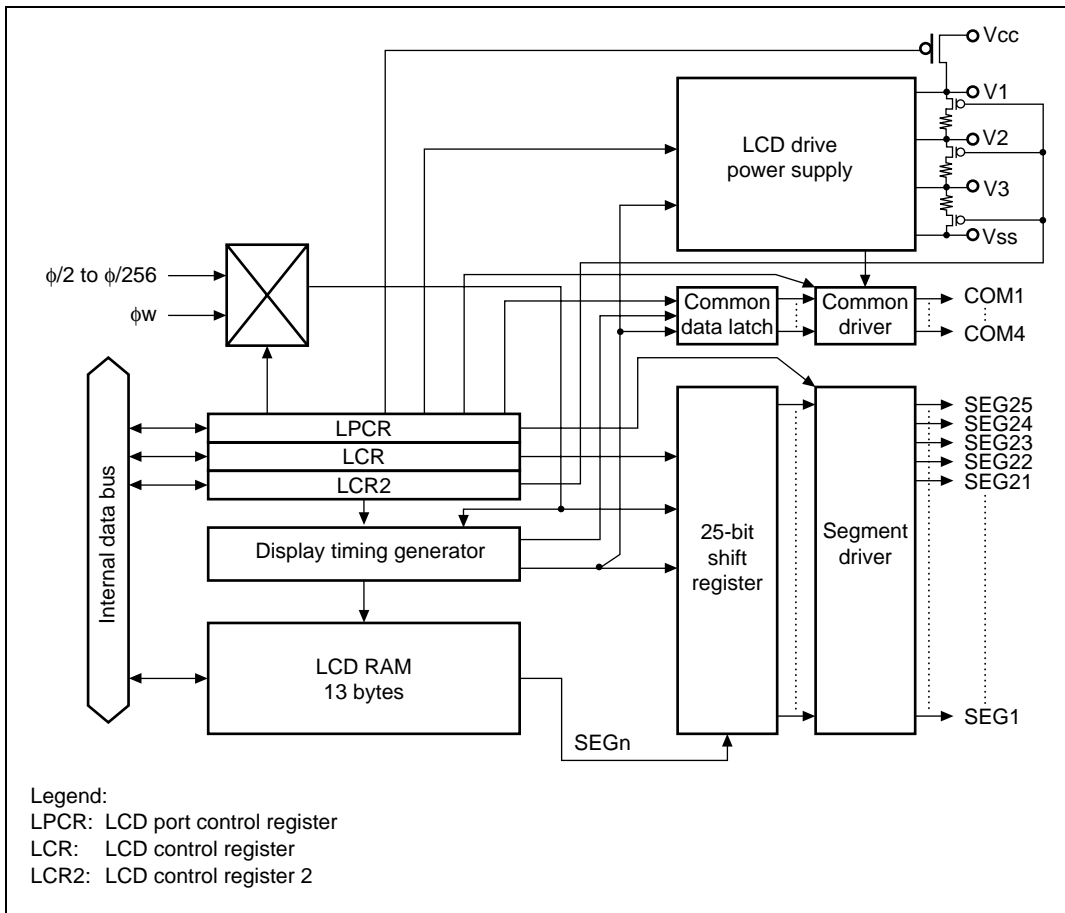 Vcc
V1
LCD drive
power supply
V2
V3
Vss
ϕ/2 to ϕ/256
ϕw
Common
data latch
Common
driver
COM1
COM4
Internal data bus
LPCR
LCR
LCR2
Display timing generator
LCD RAM
13 bytes
SEGn
25-bit
shift
register
Segment
driver
SEG25
SEG24
SEG23
SEG22
SEG21
SEG1
Legend:
LPCR: LCD port control register
LCR: LCD control register
LCR2: LCD control register 2